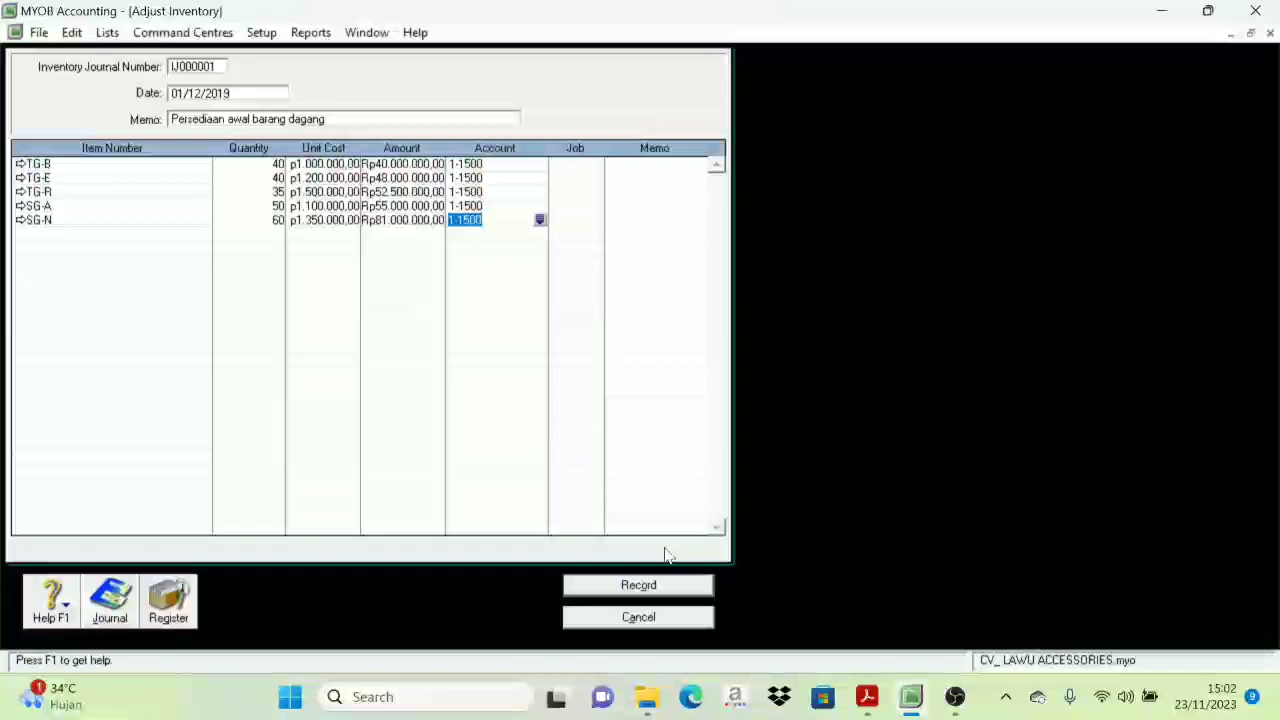 MYOB Accounting - [Adjust Inventory]
File Edit Lists Command Centres Setup Reports Window Help
Inventory Journal Number: IJ000001
Date: 01/12/2019
Memo: Persediaan awal barang dagang
Item Number Quantity Unit Cost Amount Account Job Memo
TG-B 40 p1.000.000,00 Rp40.000.000,00 1-1500
TG-E 40 p1.200.000,00 Rp48.000.000,00 1-1500
TG-R 35 p1.500.000,00 Rp52.500.000,00 1-1500
SG-A 50 p1.100.000,00 Rp55.000.000,00 1-1500
SG-N 60 p1.350.000,00 Rp81.000.000,00 1-1500
Record
Help F1 Journal Register
Cancel
Press F1 to get help. CV_ LAWU ACCESSORIES.myo
1 34°C
Hujan
Search
15:02
23/11/2023
9